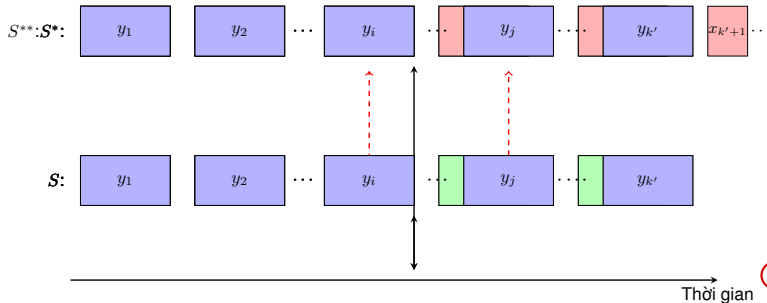 S**:S*: y₁ y₂ ... yᵢ ... yⱼ ... yₖ′ xₖ′₊₁ ...
S: y₁ y₂ ... yᵢ ... yⱼ ... yₖ′
Thời gian